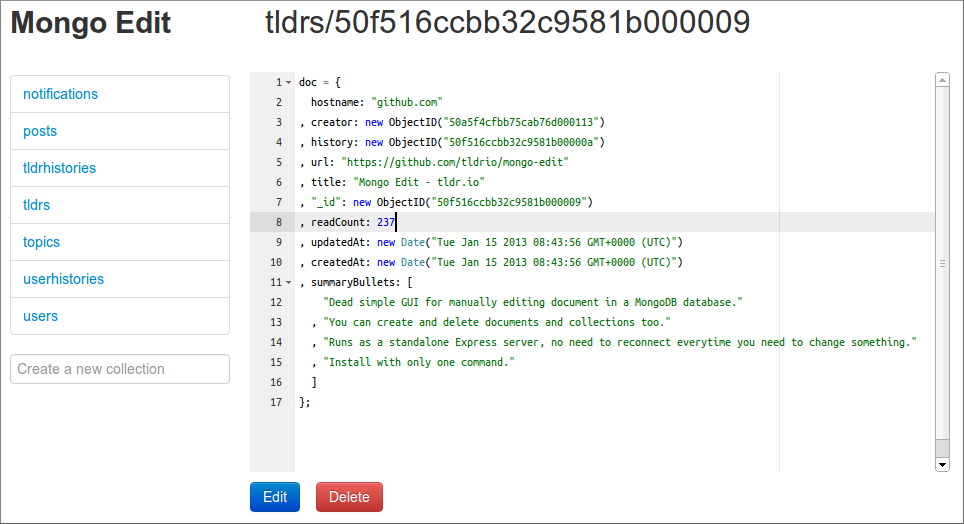 Mongo Edit
tldrs/50f516ccbb32c9581b000009
notifications
posts
tldrhistories
tldrs
topics
userhistories
users
Create a new collection
1 doc = {
2 hostname: "github.com"
3 , creator: new ObjectID("50a5f4cfbb75cab76d000113")
4 , history: new ObjectID("50f516ccbb32c9581b00000a")
5 , url: "https://github.com/tldrio/mongo-edit"
6 , title: "Mongo Edit - tldr.io"
7 , "_id": new ObjectID("50f516ccbb32c9581b000009")
8 , readCount: 237
9 , updatedAt: new Date("Tue Jan 15 2013 08:43:56 GMT+0000 (UTC)")
10 , createdAt: new Date("Tue Jan 15 2013 08:43:56 GMT+0000 (UTC)")
11 , summaryBullets: [
12 "Dead simple GUI for manually editing document in a MongoDB database."
13 , "You can create and delete documents and collections too."
14 , "Runs as a standalone Express server, no need to reconnect everytime you need to change something."
15 , "Install with only one command."
16 ]
17 };
Edit
Delete